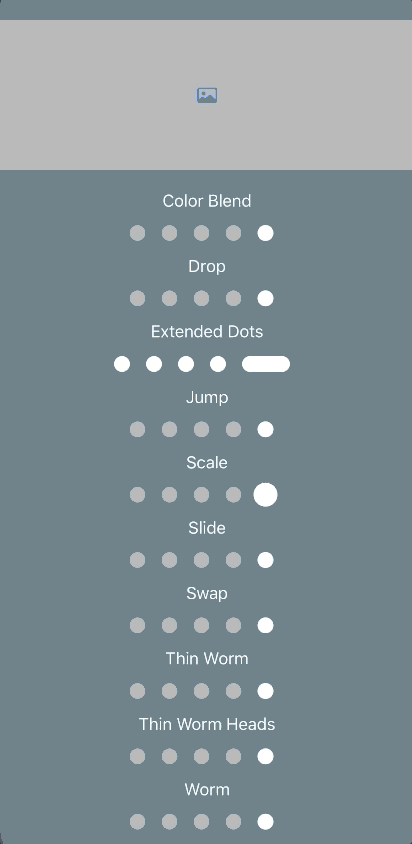 Color Blend
Drop
Extended Dots
Jump
Scale
Slide
Swap
Thin Worm
Thin Worm Heads
Worm